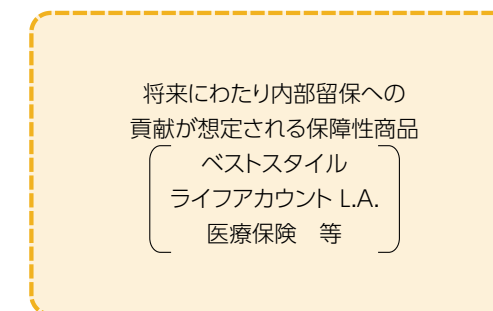 将来にわたり内部留保への
貢献が想定される保障性商品
ベストスタイル
ライフアカウント L.A.
医療保険　等